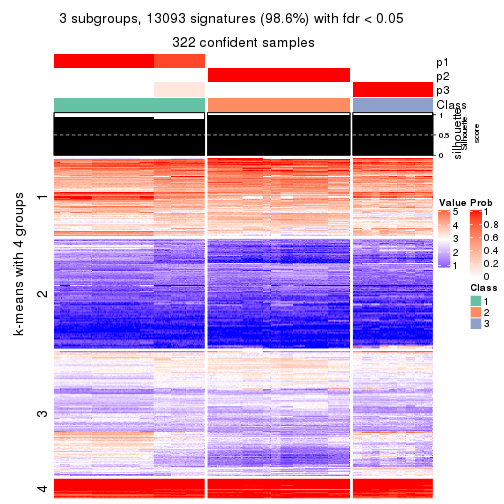 3 subgroups, 13093 signatures (98.6%) with fdr < 0.05
322 confident samples
p1
p2
p3
Class
silhouette
Silhouette
score
1
0.5
0
k-means with 4 groups
1
2
3
4
Value
5
4
3
2
1
Prob
1
0.8
0.6
0.4
0.2
0
Class
1
2
3